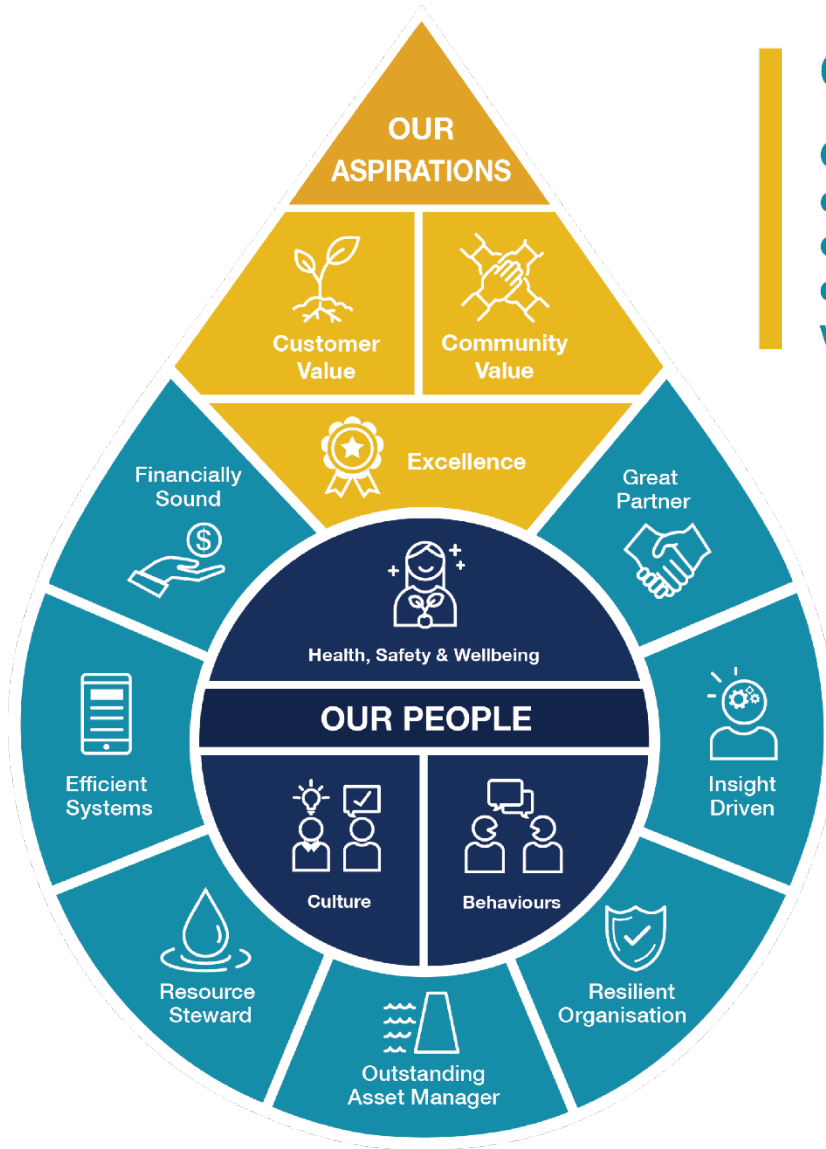 OUR
ASPIRATIONS
Customer
Value
Community
Value
Excellence
Financially
Sound
$
Great
Partner
Health, Safety & Wellbeing
OUR PEOPLE
Efficient
Systems
Insight
Driven
Culture
Behaviours
Resource
Steward
Resilient
Organisation
Outstanding
Asset Manager